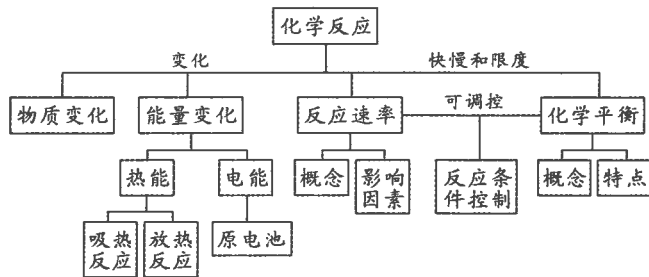 化学反应
变化
快慢和限度
物质变化
能量变化
反应速率
可调控
化学平衡
热能
电能
概念
影响
因素
反应条
件控制
概念
特点
吸热
反应
放热
反应
原电池